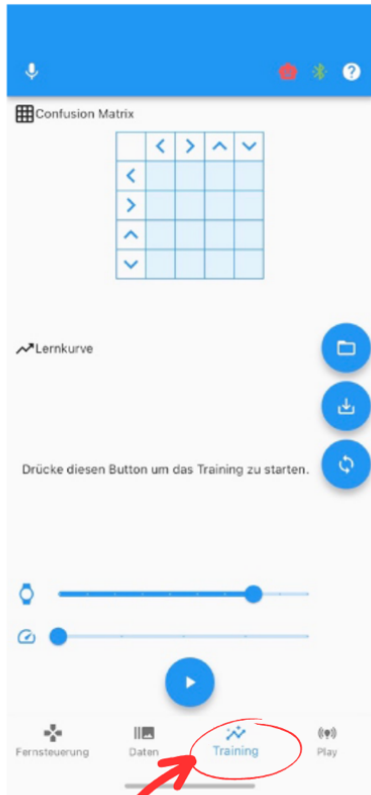 Confusion Matrix
Lernkurve
Drücke diesen Button um das Training zu starten.
Fernsteuerung Daten Training Play